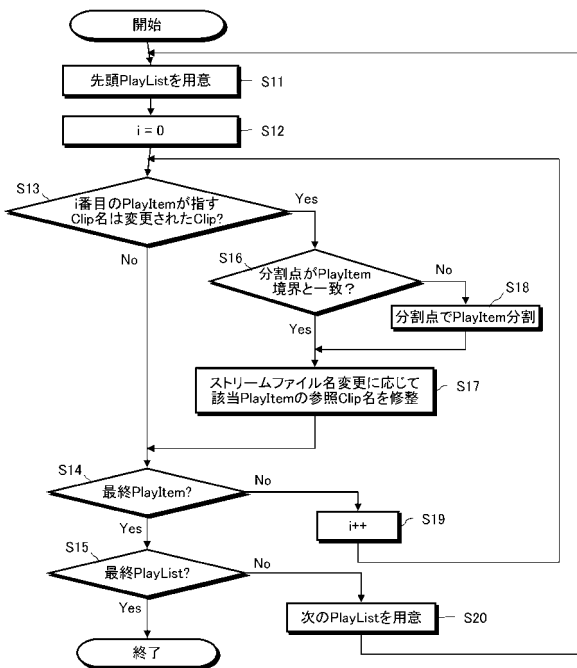 開始
先頭PlayListを用意
S11
i = 0
S12
S13
i番目のPlayItemが指す
Clip名は変更されたClip?
Yes
No
S16
分割点がPlayItem
境界と一致？
No
Yes
S18
分割点でPlayItem分割
ストリームファイル名変更に応じて
該当PlayItemの参照Clip名を修整
S17
S14
最終PlayItem?
No
Yes
i++
S19
S15
最終PlayList?
No
Yes
次のPlayListを用意
S20
終了